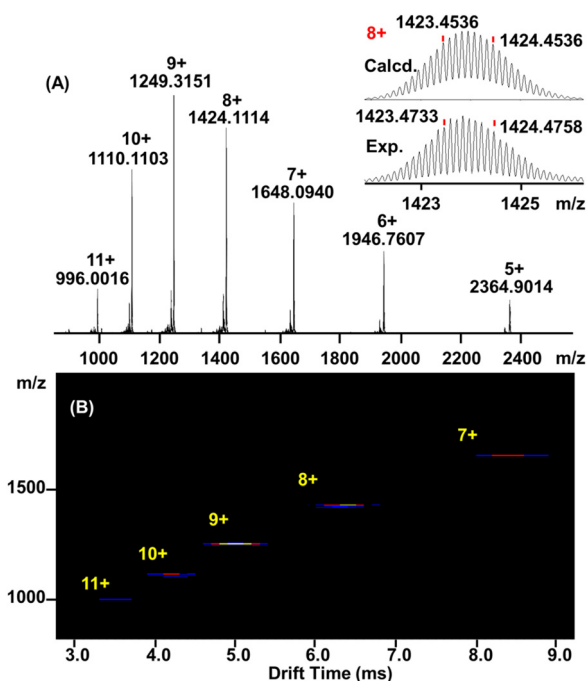 (A)
9+
1249.3151
8+
1424.1114
10+
1110.1103
7+
1648.0940
6+
1946.7607
11+
996.0016
5+
2364.9014
8+
1423.4536
1424.4536
Calcd.
1423.4733
1424.4758
Exp.
1423 1425 m/z
1000 1200 1400 1600 1800 2000 2200 2400 m/z
m/z
(B)
7+
1500
8+
9+
10+
11+
1000
3.0 4.0 5.0 6.0 7.0 8.0 9.0
Drift Time (ms)